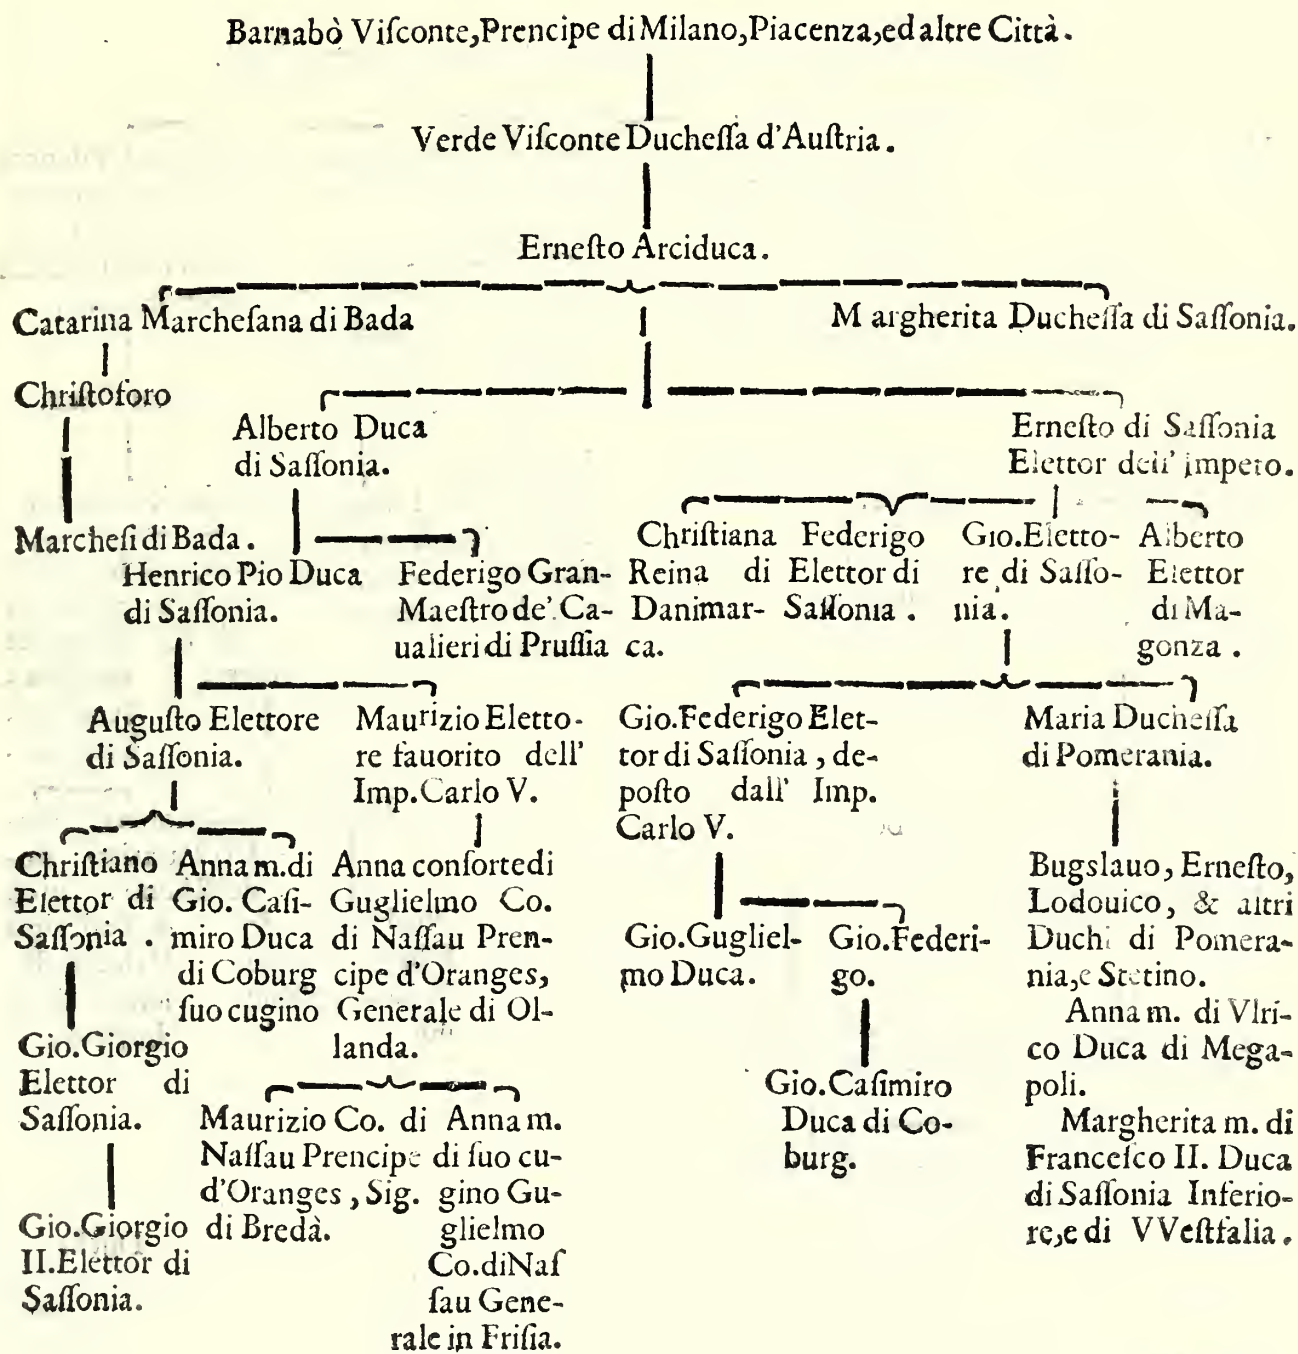 Barnabò Viſconte, Prencipe di Milano, Piacenza, ed altre Città.
Verde Viſconte Ducheſſa d'Auſtria.
Erneſto Arciduca.
Catarina Marcheſana di Bada
M argherita Ducheſſa di Saſſonia.
Chriſtoforo
Marcheſi di Bada.
Alberto Duca
di Saſſonia.
Erneſto di Saſſonia
Elettor dell' impero.
Henrico Pio Duca
di Saſſonia.
Federigo Gran-
Maeſtro de' Ca-
ualieri di Pruſſia
Chriſtiana
Reina di
Danimar-
ca.
Federigo
Elettor di
Saſſonia.
Gio. Eletto-
re di Saſſo-
nia.
Alberto
Elettor
di Ma-
gonza.
Auguſto Elettore
di Saſſonia.
Maurizio Eletto-
re fauorito dell'
Imp. Carlo V.
Gio. Federigo Elet-
tor di Saſſonia, de-
poſto dall' Imp.
Carlo V.
Maria Ducheſſa
di Pomerania.
Chriſtiano
Elettor di
Saſſonia.
Anna m. di
Gio. Caſi-
miro Duca
di Coburg
ſuo cugino
Anna conſorte di
Guglielmo Co.
di Naſſau Pren-
cipe d'Oranges,
Generale di Ol-
landa.
Gio. Gugliel-
mo Duca.
Gio. Federi-
go.
Bugslauo, Erneſto,
Lodouico, & altri
Duchi di Pomera-
nia, e Stetino.
Anna m. di Vlri-
co Duca di Mega-
poli.
Margherita m. di
Franceſco II. Duca
di Saſſonia Inferio-
re, e di VVeſtfalia.
Gio. Giorgio
Elettor di
Saſſonia.
Maurizio Co. di
Naſſau Prencipe
d'Oranges, Sig.
di Bredà.
Anna m.
di ſuo cu-
gino Gu-
glielmo
Co. di Naſ
ſau Gene-
rale in Friſia.
Gio. Caſimiro
Duca di Co-
burg.
Gio. Giorgio
II. Elettor di
Saſſonia.